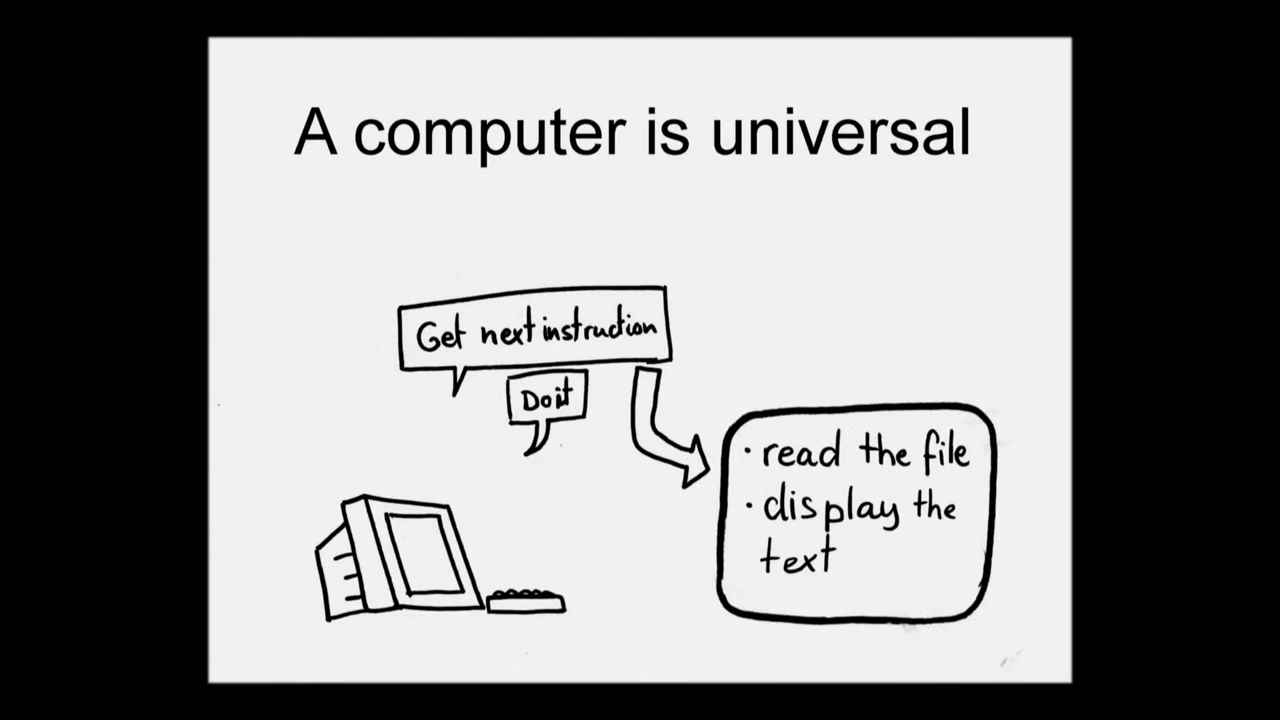 A computer is universal
Get next instruction
Do it
· read the file
· display the
text